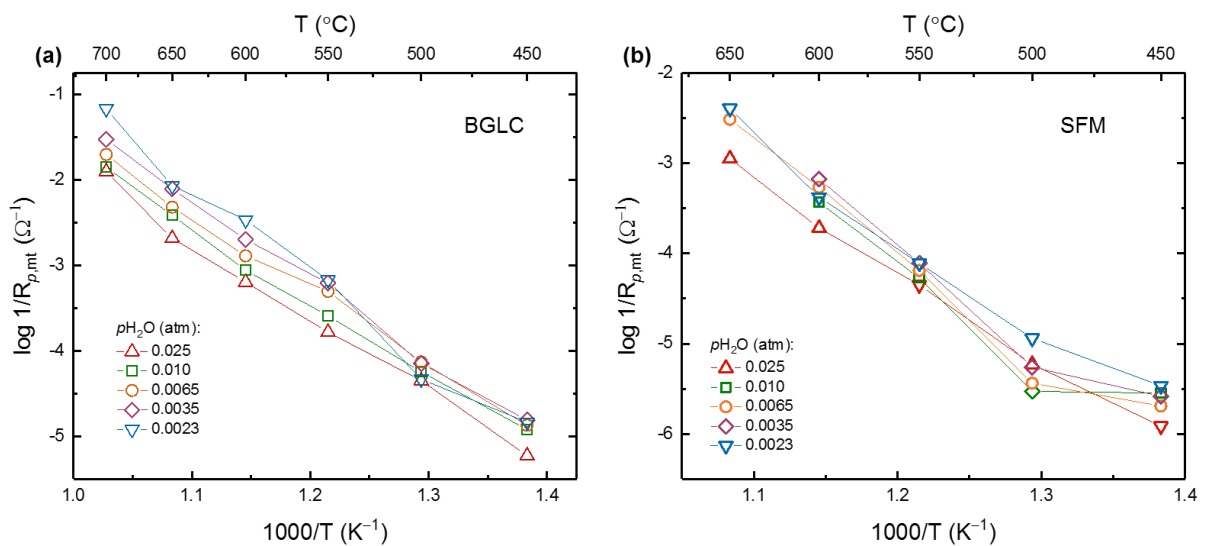 T (°C)
700 650 600 550 500 450
(a)
BGLC
-1
-2
-3
-4
-5
log 1/R_{p,mt} (Ω⁻¹)
pH₂O (atm):
0.025
0.010
0.0065
0.0035
0.0023
1.0 1.1 1.2 1.3 1.4
1000/T (K⁻¹)
T (°C)
650 600 550 500 450
(b)
SFM
-2
-3
-4
-5
-6
log 1/R_{p,mt} (Ω⁻¹)
pH₂O (atm):
0.025
0.010
0.0065
0.0035
0.0023
1.1 1.2 1.3 1.4
1000/T (K⁻¹)